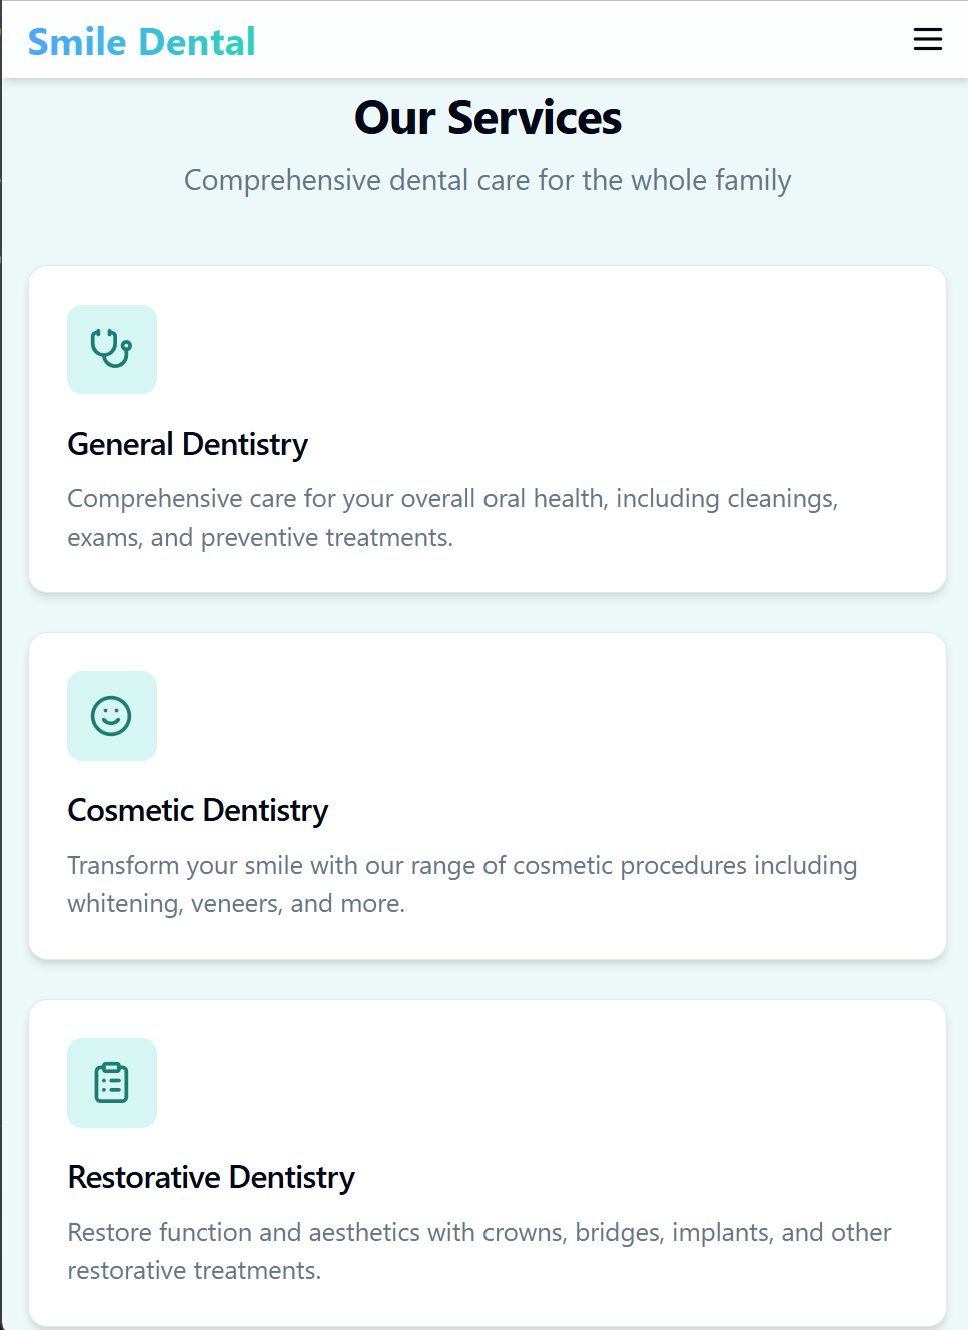 Smile Dental
Our Services
Comprehensive dental care for the whole family
General Dentistry
Comprehensive care for your overall oral health, including cleanings,
exams, and preventive treatments.
Cosmetic Dentistry
Transform your smile with our range of cosmetic procedures including
whitening, veneers, and more.
Restorative Dentistry
Restore function and aesthetics with crowns, bridges, implants, and other
restorative treatments.